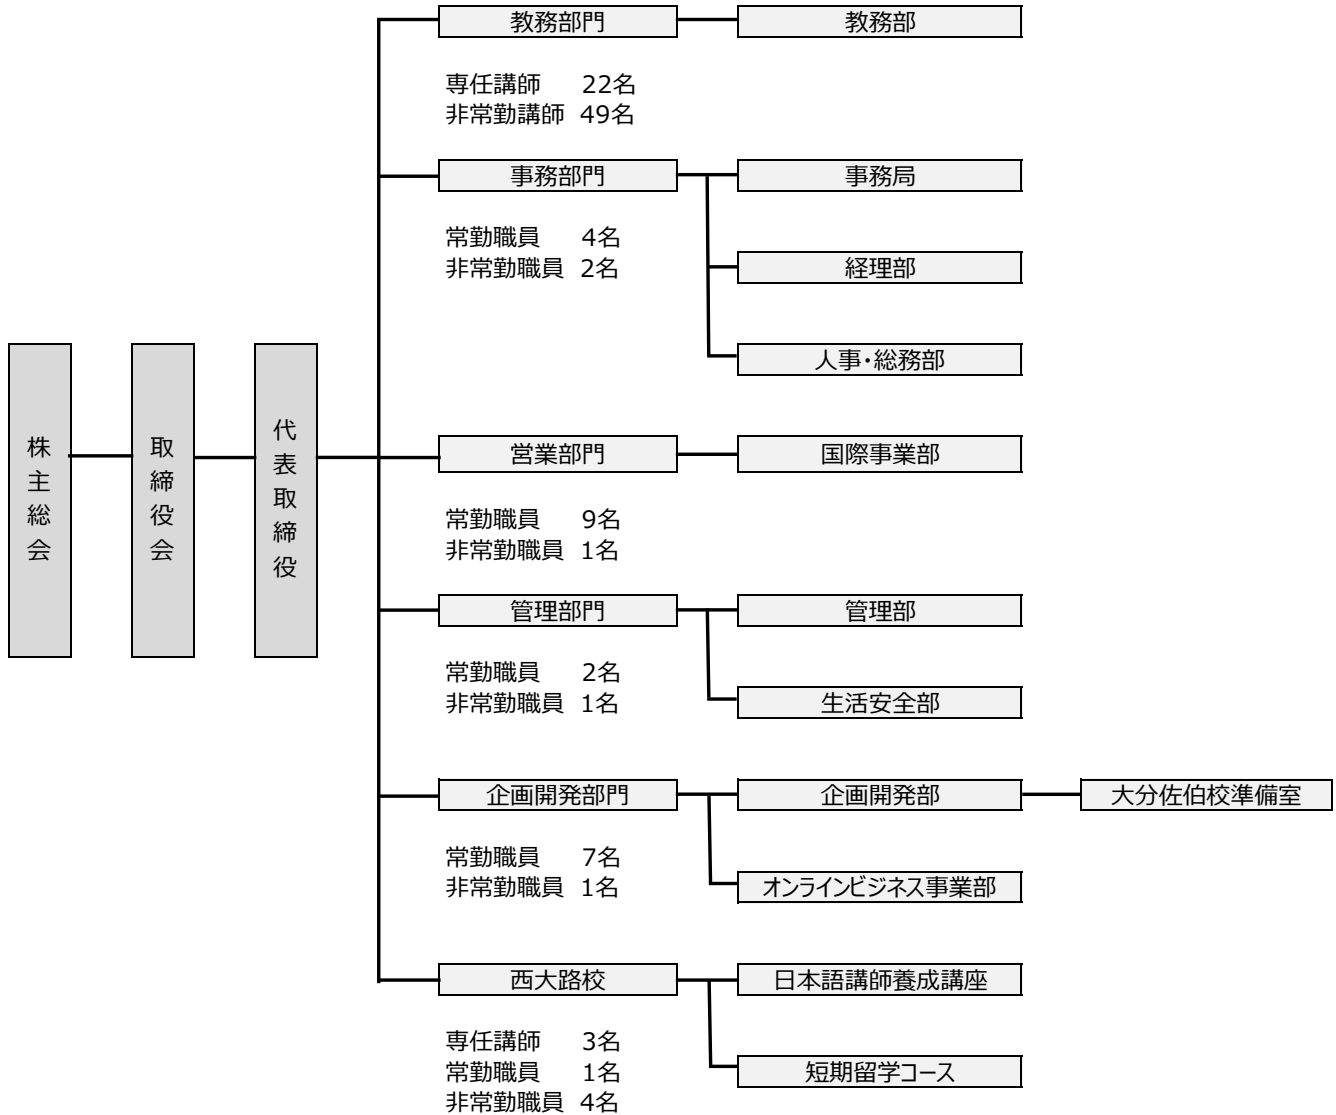 株主総会
取締役会
代表取締役
教務部門
教務部
専任講師 22名
非常勤講師 49名
事務部門
事務局
常勤職員 4名
非常勤職員 2名
経理部
人事・総務部
営業部門
国際事業部
常勤職員 9名
非常勤職員 1名
管理部門
管理部
常勤職員 2名
非常勤職員 1名
生活安全部
企画開発部門
企画開発部
大分佐伯校準備室
常勤職員 7名
非常勤職員 1名
オンラインビジネス事業部
西大路校
日本語講師養成講座
専任講師 3名
常勤職員 1名
非常勤職員 4名
短期留学コース